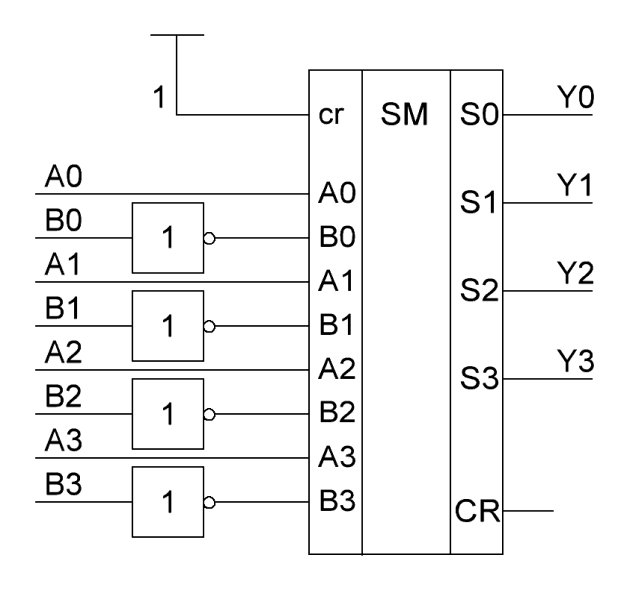 1
cr SM S0 Y0
A0 A0
B0 1 B0 S1 Y1
A1 A1
B1 1 B1 S2 Y2
A2 A2
B2 1 B2 S3 Y3
A3 A3
B3 1 B3 CR